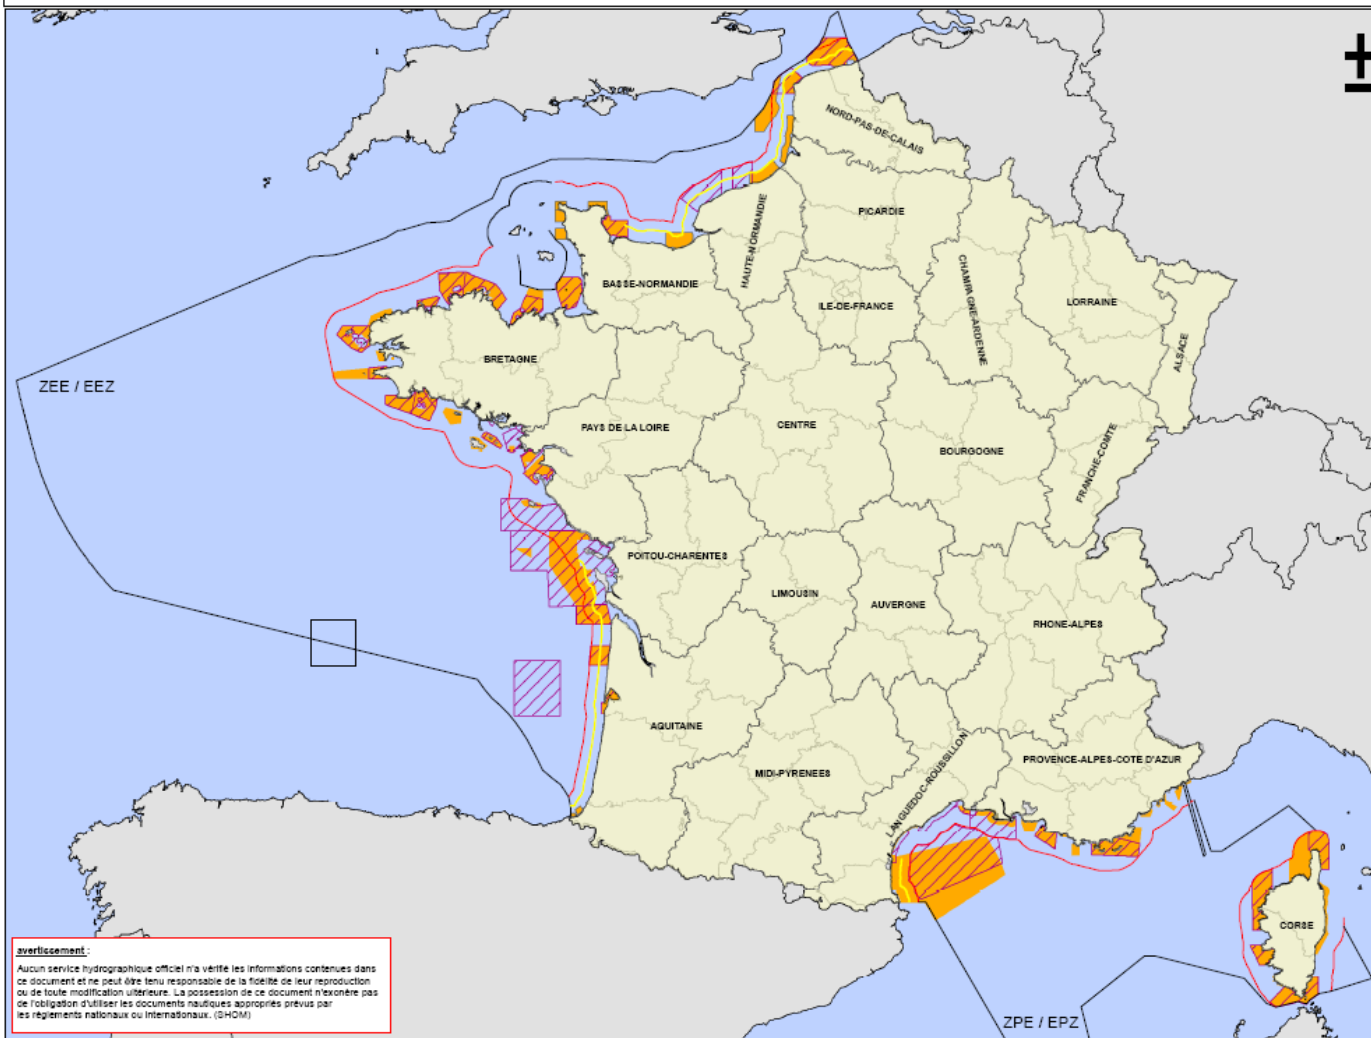 NORD-PAS-DE-CALAIS
PICARDIE
HAUTE-NORMANDIE
BASSE-NORMANDIE
ILE-DE-FRANCE
CHAMPAGNE-ARDENNE
LORRAINE
ALSACE
BRETAGNE
ZEE / EEZ
PAYS DE LA LOIRE
CENTRE
BOURGOGNE
FRANCHE-COMTE
POITOU-CHARENTES
LIMOUSIN
AUVERGNE
RHONE-ALPES
AQUITAINE
MIDI-PYRENEES
LANGUEDOC-ROUSSILLON
PROVENCE-ALPES-COTE D'AZUR
CORSE
avertissement :
Aucun service hydrographique officiel n'a vérifié les informations contenues dans
ce document et ne peut être tenu responsable de la fidélité de leur reproduction
ou de toute modification ultérieure. La possession de ce document n'exonère pas
de l'obligation d'utiliser les documents nautiques appropriés prévus par
les règlements nationaux ou internationaux. (SHOM)
ZPE / EPZ